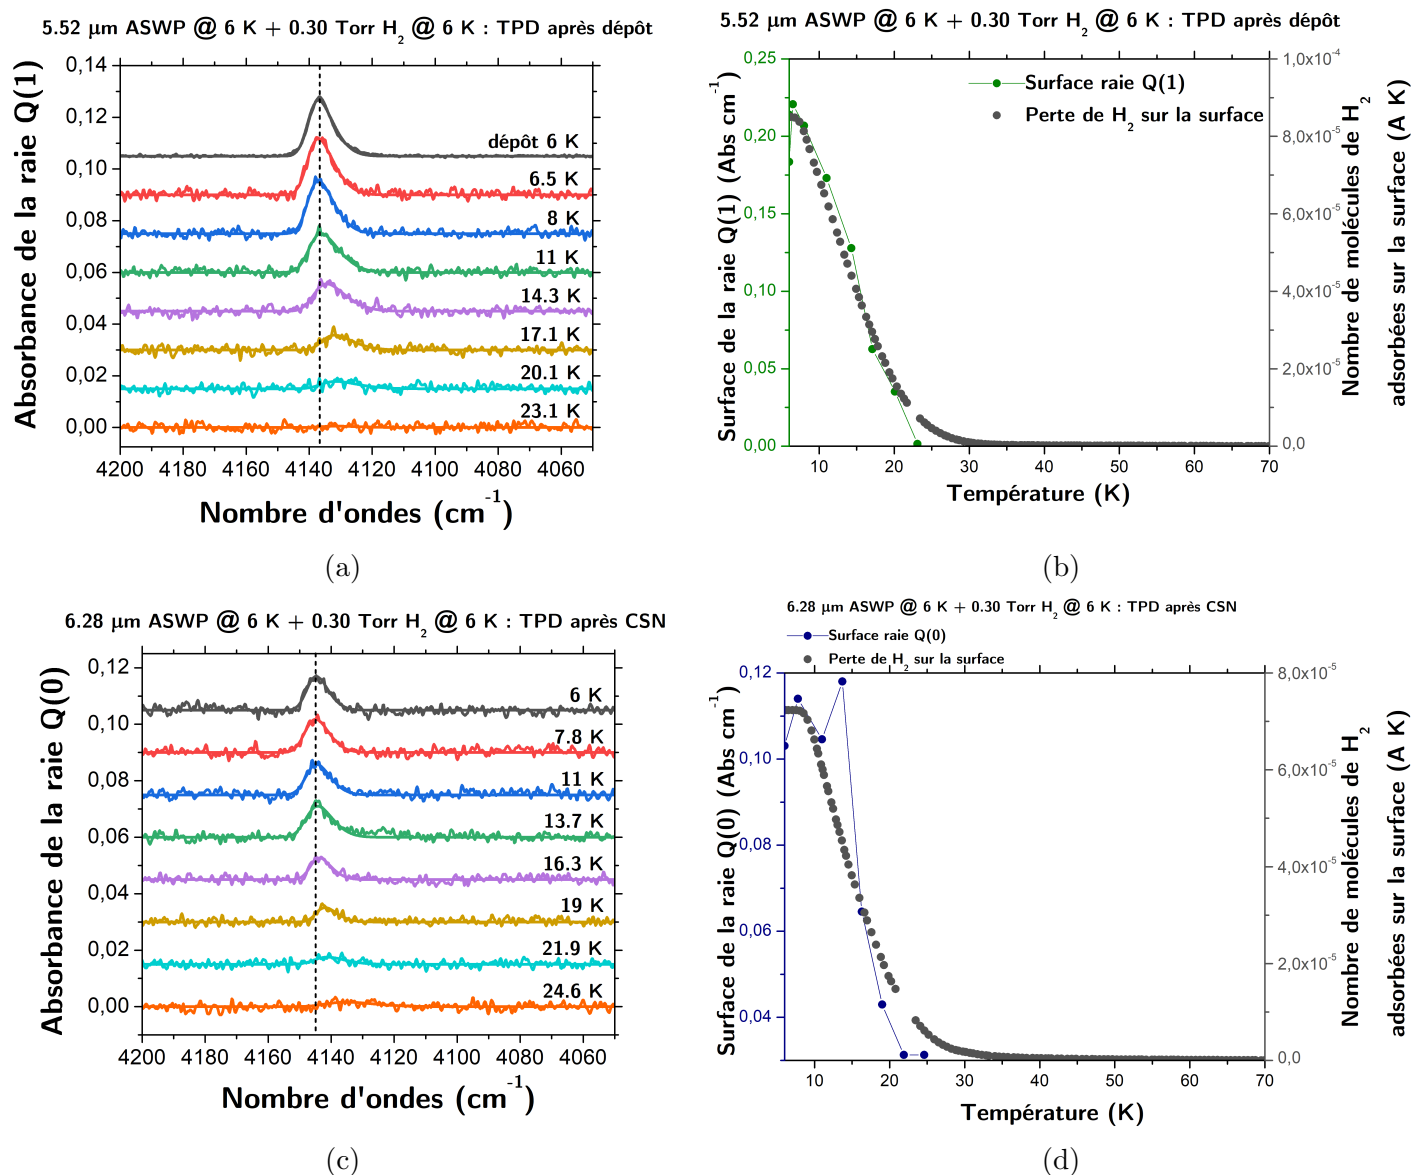 5.52 μm ASWP @ 6 K + 0.30 Torr H2 @ 6 K : TPD après dépôt
Absorbance de la raie Q(1)
0,14
0,12
0,10
0,08
0,06
0,04
0,02
0,00
dépôt 6 K
6.5 K
8 K
11 K
14.3 K
17.1 K
20.1 K
23.1 K
4200 4180 4160 4140 4120 4100 4080 4060
Nombre d'ondes (cm-1)
(a)
5.52 μm ASWP @ 6 K + 0.30 Torr H2 @ 6 K : TPD après dépôt
Surface de la raie Q(1) (Abs cm-1)
0,25
0,20
0,15
0,10
0,05
0,00
Surface raie Q(1)
Perte de H2 sur la surface
1,0x10-4
8,0x10-5
6,0x10-5
4,0x10-5
2,0x10-5
0,0
Nombre de molécules de H2
adsorbées sur la surface (A K)
10 20 30 40 50 60 70
Température (K)
(b)
6.28 μm ASWP @ 6 K + 0.30 Torr H2 @ 6 K : TPD après CSN
Absorbance de la raie Q(0)
0,12
0,10
0,08
0,06
0,04
0,02
0,00
6 K
7.8 K
11 K
13.7 K
16.3 K
19 K
21.9 K
24.6 K
4200 4180 4160 4140 4120 4100 4080 4060
Nombre d'ondes (cm-1)
(c)
6.28 μm ASWP @ 6 K + 0.30 Torr H2 @ 6 K : TPD après CSN
Surface raie Q(0)
Perte de H2 sur la surface
Surface de la raie Q(0) (Abs cm-1)
0,12
0,10
0,08
0,06
0,04
8,0x10-5
6,0x10-5
4,0x10-5
2,0x10-5
0,0
Nombre de molécules de H2
adsorbées sur la surface (A K)
10 20 30 40 50 60 70
Température (K)
(d)